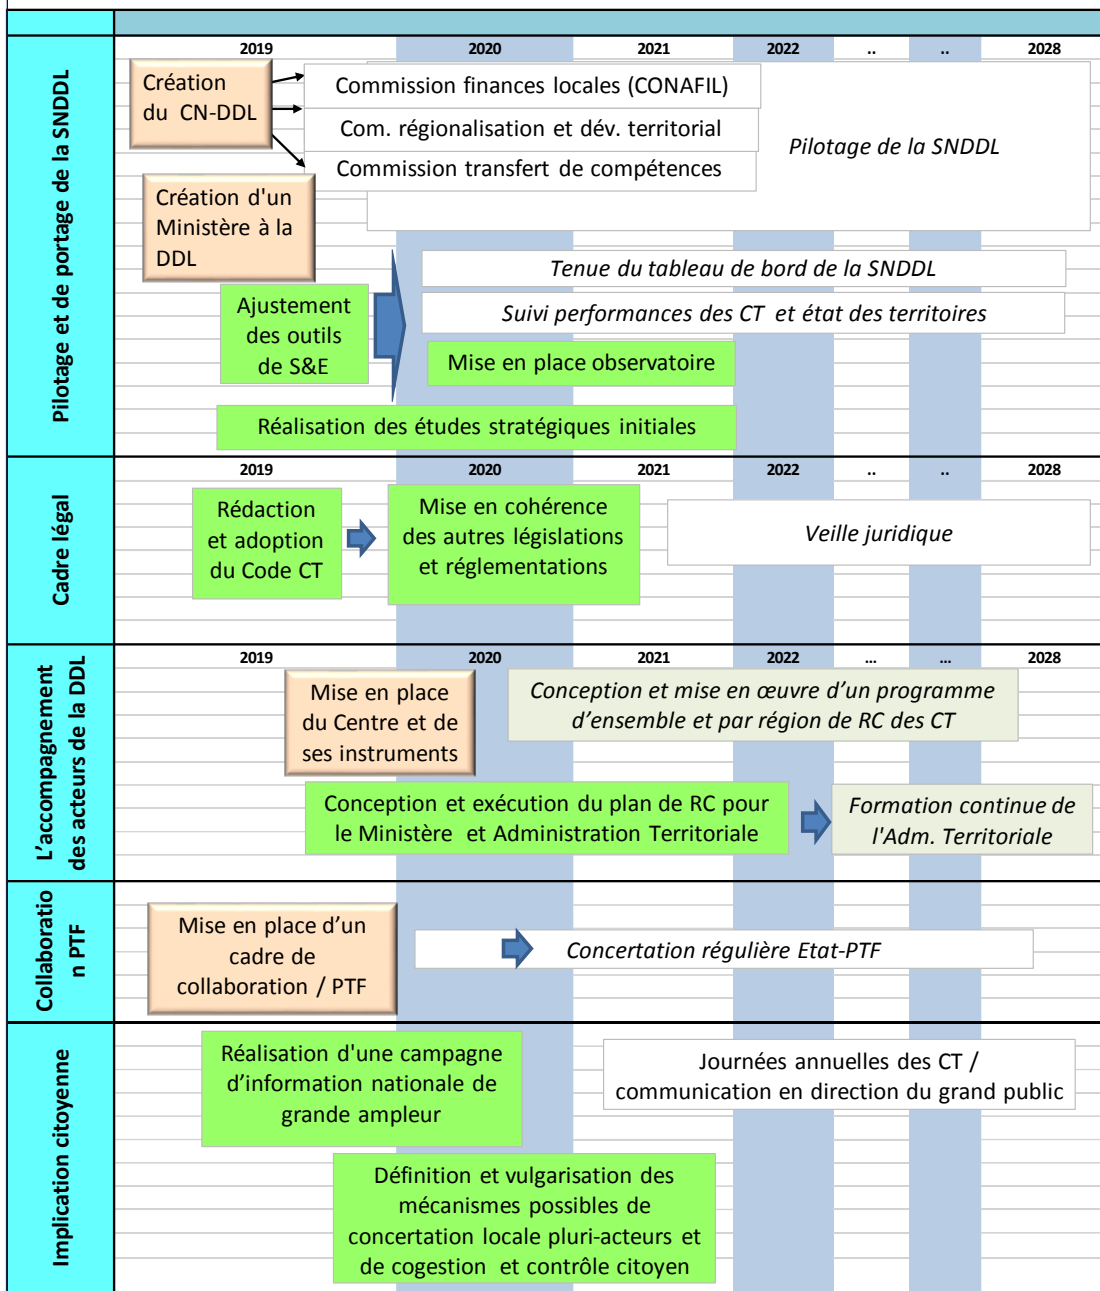 Pilotage et de portage de la SNDDL
2019 2020 2021 2022 .. .. 2028
Création
du CN-DDL
Commission finances locales (CONAFIL)
Com. régionalisation et dév. territorial
Commission transfert de compétences
Pilotage de la SNDDL
Création d'un
Ministère à la
DDL
Tenue du tableau de bord de la SNDDL
Suivi performances des CT et état des territoires
Ajustement
des outils
de S&E
Mise en place observatoire
Réalisation des études stratégiques initiales
Cadre légal
2019 2020 2021 2022 .. .. 2028
Rédaction
et adoption
du Code CT
Mise en cohérence
des autres législations
et réglementations
Veille juridique
L'accompagnement
des acteurs de la DDL
2019 2020 2021 2022 ... ... 2028
Mise en place
du Centre et de
ses instruments
Conception et mise en œuvre d’un programme
d’ensemble et par région de RC des CT
Conception et exécution du plan de RC pour
le Ministère et Administration Territoriale
Formation continue de
l'Adm. Territoriale
Collaboratio
n PTF
Mise en place d’un
cadre de
collaboration / PTF
Concertation régulière Etat-PTF
Implication citoyenne
Réalisation d'une campagne
d’information nationale de
grande ampleur
Journées annuelles des CT /
communication en direction du grand public
Définition et vulgarisation des
mécanismes possibles de
concertation locale pluri-acteurs et
de cogestion et contrôle citoyen